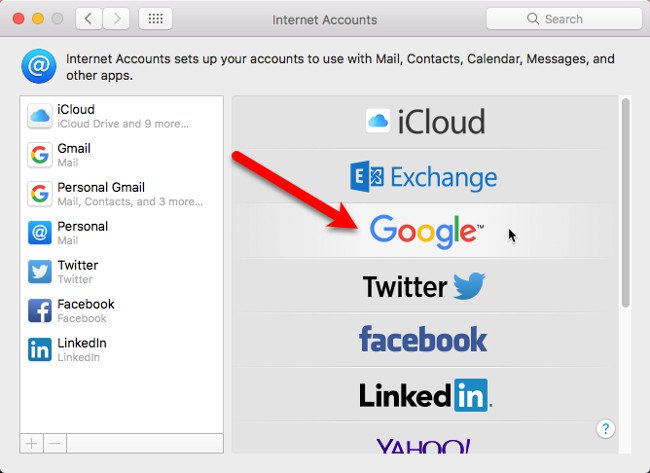 Internet Accounts
Search
Internet Accounts sets up your accounts to use with Mail, Contacts, Calendar, Messages, and
other apps.
iCloud
iCloud Drive and 9 more...
Gmail
Mail
Personal Gmail
Mail, Contacts, and 3 more...
Personal
Mail
Twitter
Twitter
Facebook
Facebook
LinkedIn
LinkedIn
iCloud
Exchange
Google™
Twitter
facebook
LinkedIn
YAHOO!
?